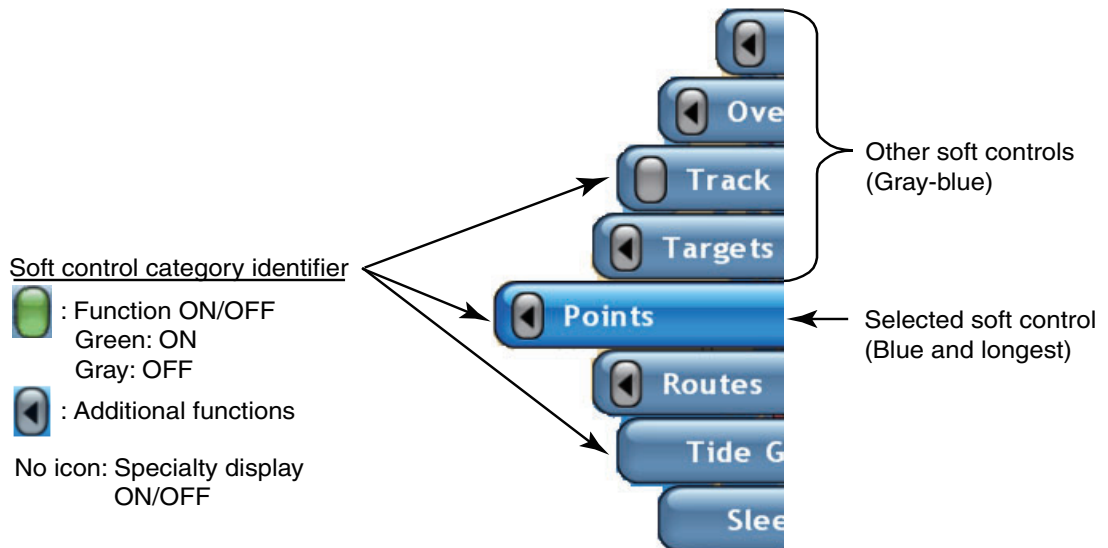 Ove
Track
Targets
Points
Routes
Tide G
Slee
Other soft controls
(Gray-blue)
Selected soft control
(Blue and longest)
Soft control category identifier
: Function ON/OFF
Green: ON
Gray: OFF
: Additional functions
No icon: Specialty display
ON/OFF